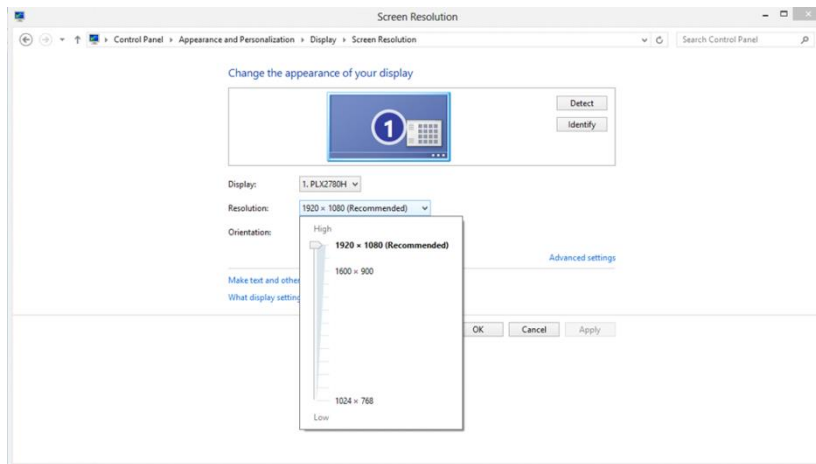 Screen Resolution
Control Panel Appearance and Personalization Display Screen Resolution
Search Control Panel
Change the appearance of your display
1
Detect
Identify
Display: 1. PLX2780H
Resolution: 1920 × 1080 (Recommended)
Orientation:
High
1920 × 1080 (Recommended)
1600 × 900
Advanced settings
Make text and other
What display setting
OK Cancel Apply
1024 × 768
Low